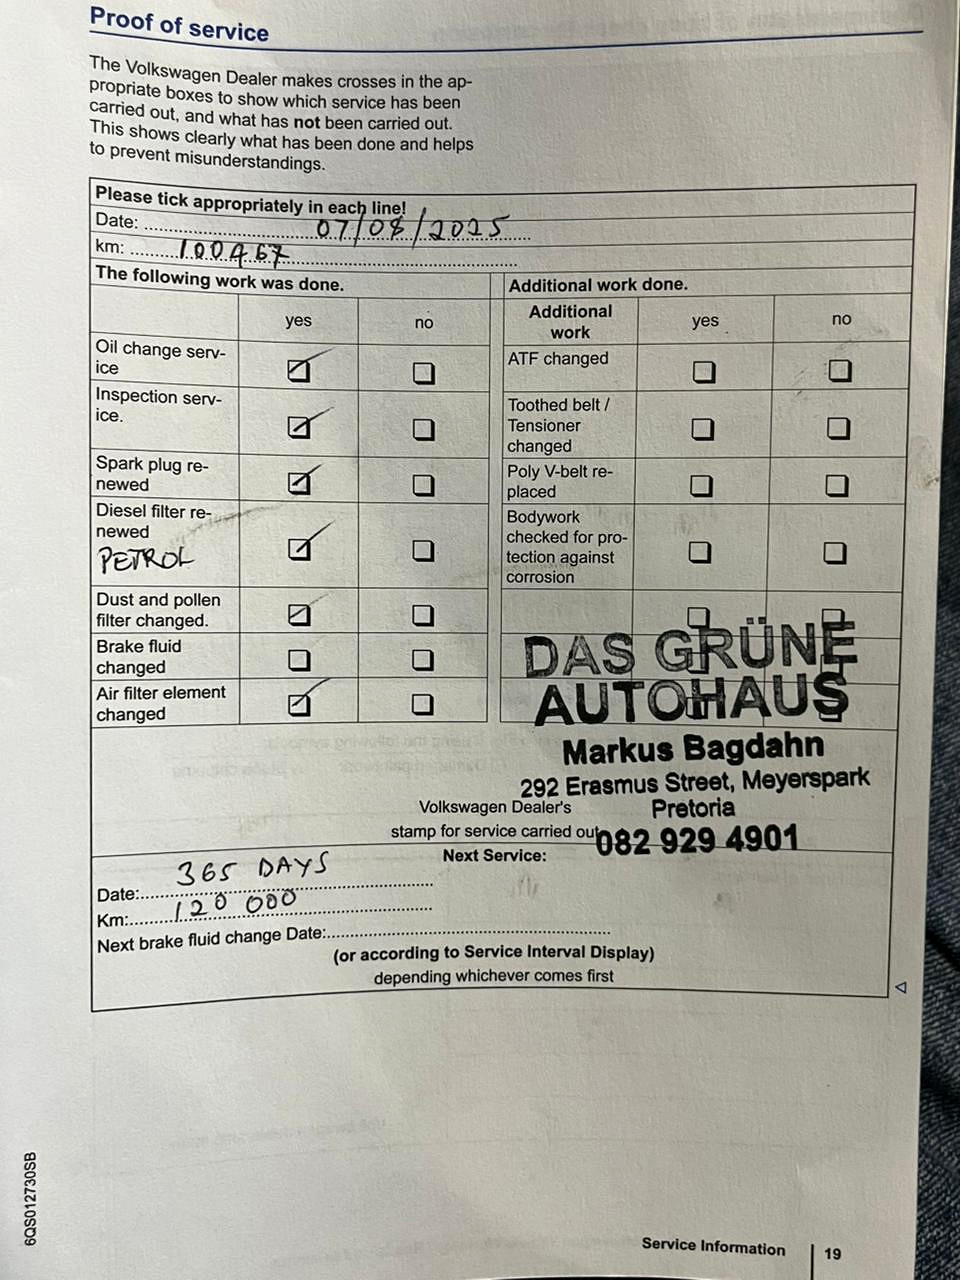 Proof of service
The Volkswagen Dealer makes crosses in the ap-
propriate boxes to show which service has been
carried out, and what has not been carried out.
This shows clearly what has been done and helps
to prevent misunderstandings.
Please tick appropriately in each line!
Date: 07/08/2025
km: 100467
The following work was done.
yes no
Oil change serv-
ice
Inspection serv-
ice.
Spark plug re-
newed
Diesel filter re-
newed
PETROL
Dust and pollen
filter changed.
Brake fluid
changed
Air filter element
changed
Additional work done.
Additional
work
yes no
ATF changed
Toothed belt /
Tensioner
changed
Poly V-belt re-
placed
Bodywork
checked for pro-
tection against
corrosion
DAS GRÜNE
AUTOHAUS
Markus Bagdahn
292 Erasmus Street, Meyerspark
Pretoria
082 929 4901
Volkswagen Dealer's
stamp for service carried out
Next Service:
Date: 365 DAYS
Km: 120 000
Next brake fluid change Date:
(or according to Service Interval Display)
depending whichever comes first
6QS012730SB
Service Information 19